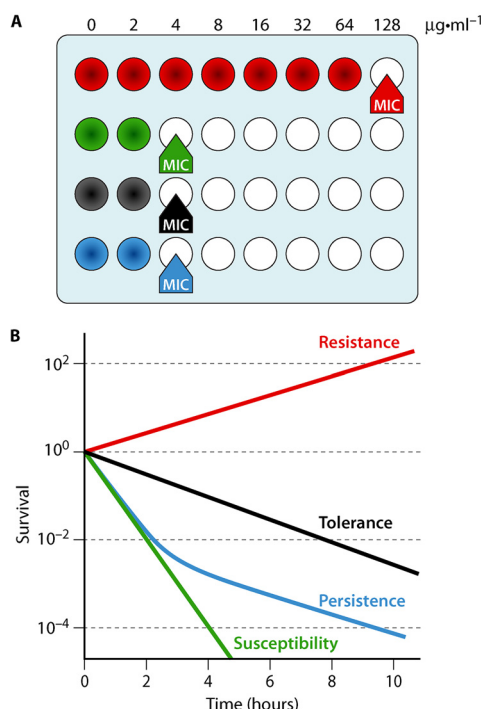 A
0 2 4 8 16 32 64 128 μg•ml⁻¹
MIC
MIC
MIC
MIC
B
Resistance
10²
10⁰
Survival
Tolerance
10⁻²
Persistence
10⁻⁴
Susceptibility
0 2 4 6 8 10
Time (hours)